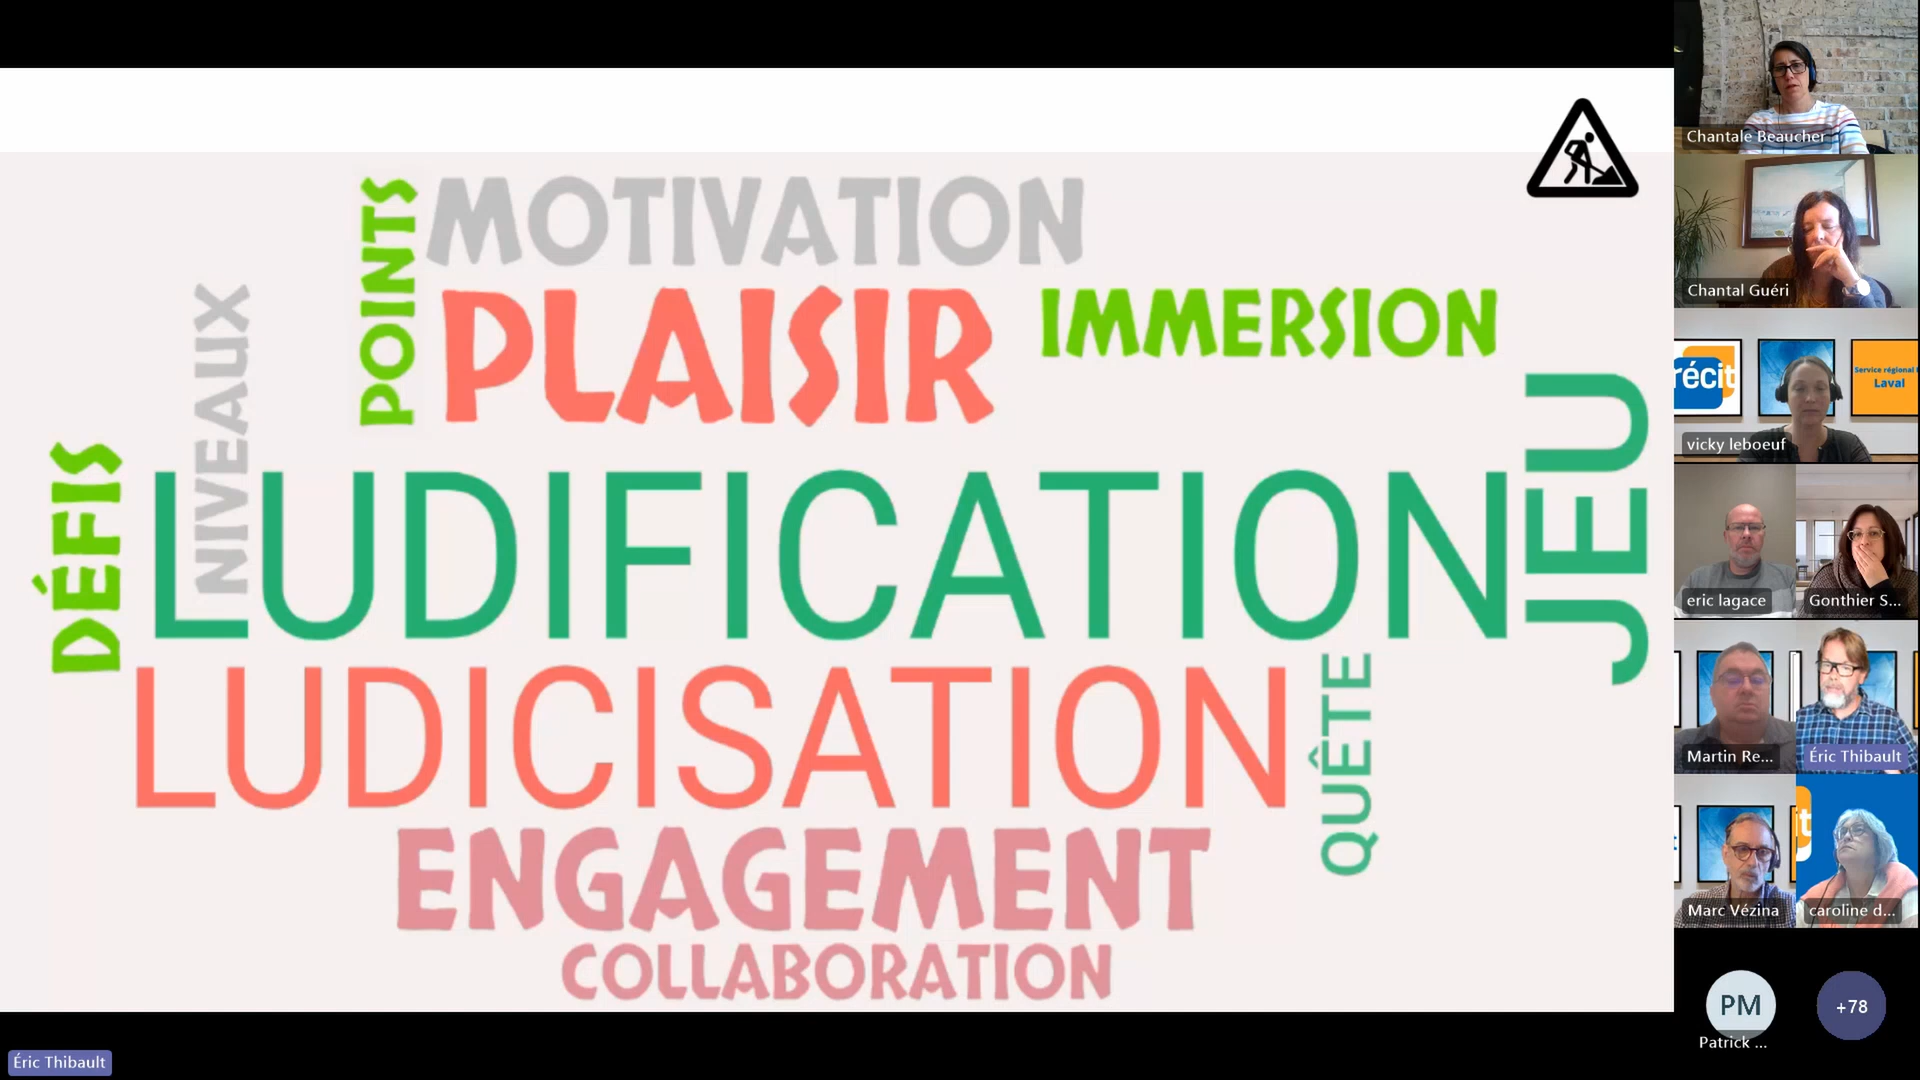 POINTS
MOTIVATION
PLAISIR
IMMERSION
NIVEAUX
DÉFIS
LUDIFICATION
JEU
LUDICISATION
QUÊTE
ENGAGEMENT
COLLABORATION
Éric Thibault
Chantale Beaucher
Chantal Guéri
récit
Service régional
Laval
vicky leboeuf
eric lagace
Gonthier S...
Martin Re...
Éric Thibault
Marc Vézina
caroline d...
PM
Patrick ...
+78